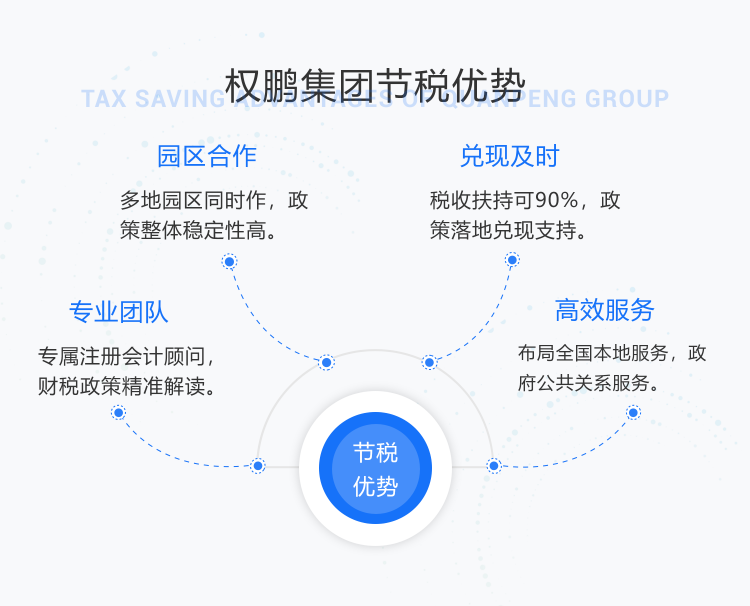 权鹏集团节税优势
TAX SAVING ADVANTAGES OF QUANPENG GROUP
园区合作
多地园区同时作，政
策整体稳定性高。
兑现及时
税收扶持可90%，政
策落地兑现支持。
专业团队
专属注册会计顾问，
财税政策精准解读。
高效服务
布局全国本地服务，政
府公共关系服务。
节税
优势